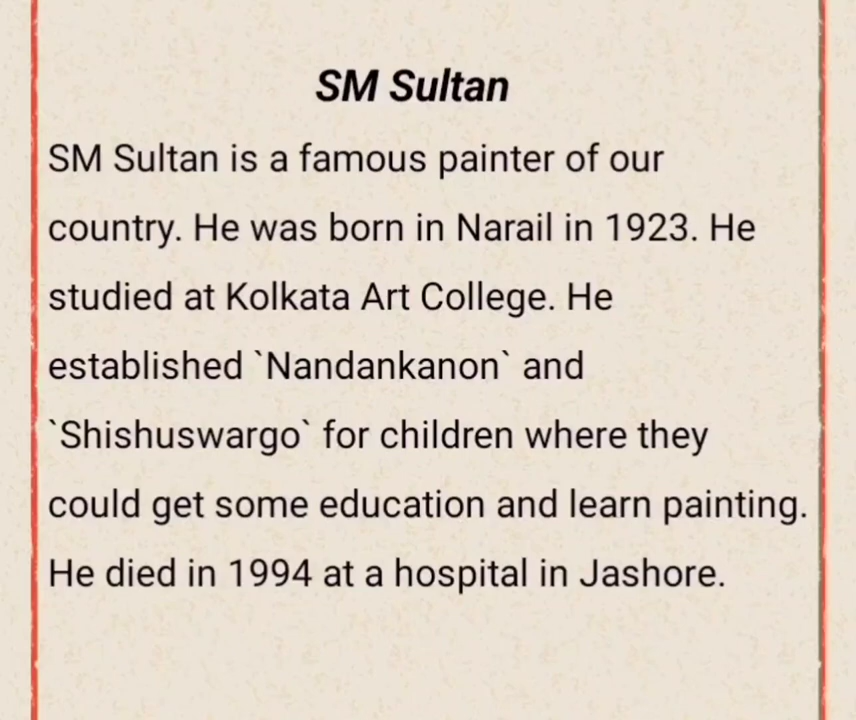 SM Sultan
SM Sultan is a famous painter of our
country. He was born in Narail in 1923. He
studied at Kolkata Art College. He
established `Nandankanon` and
`Shishuswargo` for children where they
could get some education and learn painting.
He died in 1994 at a hospital in Jashore.